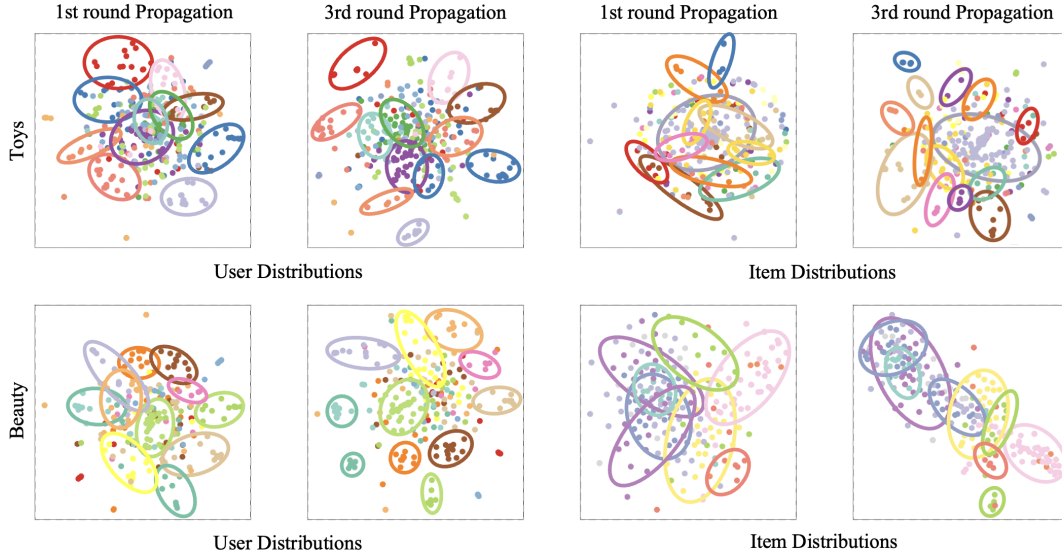 1st round Propagation
3rd round Propagation
1st round Propagation
3rd round Propagation
Toys
User Distributions
Item Distributions
Beauty
User Distributions
Item Distributions